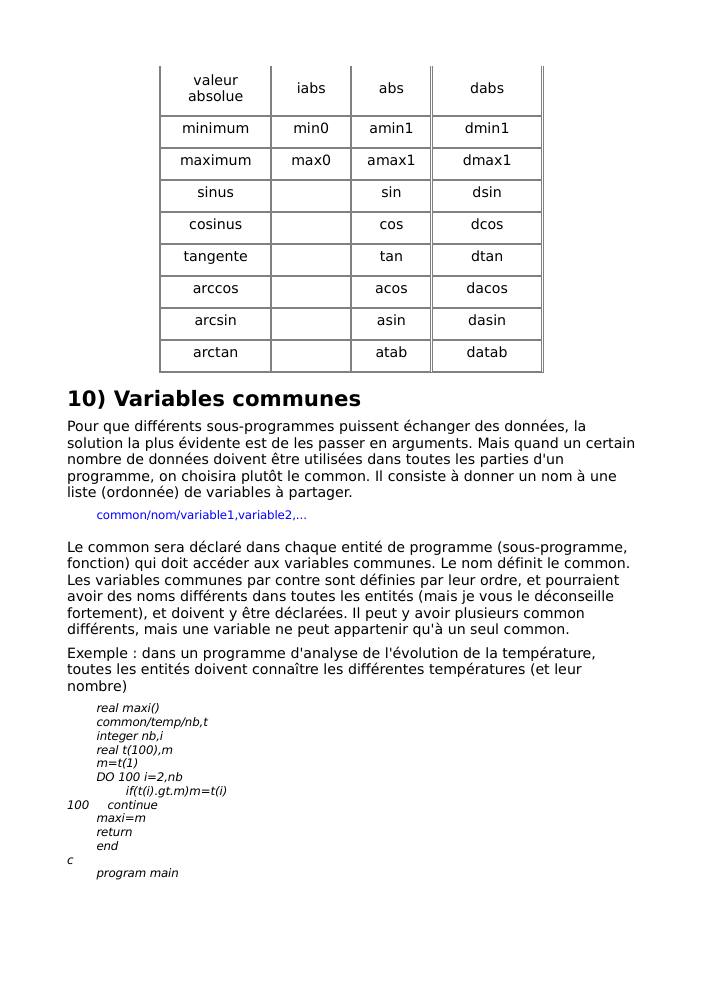 valeur
absolue iabs abs dabs
minimum min0 amin1 dmin1
maximum max0 amax1 dmax1
sinus sin dsin
cosinus cos dcos
tangente tan dtan
arccos acos dacos
arcsin asin dasin
arctan atab datab
10) Variables communes
Pour que différents sous-programmes puissent échanger des données, la
solution la plus évidente est de les passer en arguments. Mais quand un certain
nombre de données doivent être utilisées dans toutes les parties d'un
programme, on choisira plutôt le common. Il consiste à donner un nom à une
liste (ordonnée) de variables à partager.
common/nom/variable1,variable2,...
Le common sera déclaré dans chaque entité de programme (sous-programme,
fonction) qui doit accéder aux variables communes. Le nom définit le common.
Les variables communes par contre sont définies par leur ordre, et pourraient
avoir des noms différents dans toutes les entités (mais je vous le déconseille
fortement), et doivent y être déclarées. Il peut y avoir plusieurs common
différents, mais une variable ne peut appartenir qu'à un seul common.
Exemple : dans un programme d'analyse de l'évolution de la température,
toutes les entités doivent connaître les différentes températures (et leur
nombre)
real maxi()
common/temp/nb,t
integer nb,i
real t(100),m
m=t(1)
DO 100 i=2,nb
if(t(i).gt.m)m=t(i)
100 continue
maxi=m
return
end
c
program main